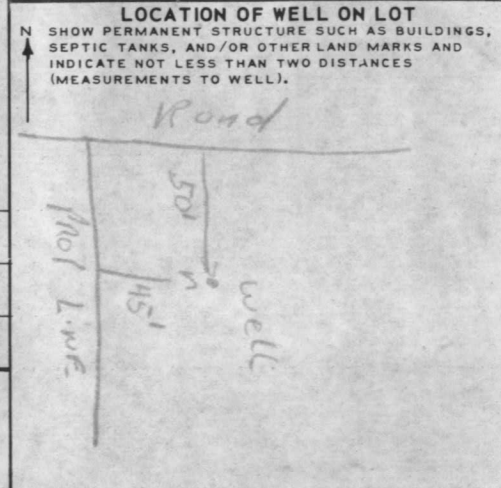 LOCATION OF WELL ON LOT
N
SHOW PERMANENT STRUCTURE SUCH AS BUILDINGS,
SEPTIC TANKS, AND/OR OTHER LAND MARKS AND
INDICATE NOT LESS THAN TWO DISTANCES
(MEASUREMENTS TO WELL).
Road
50'
Prop LINE
45'
well